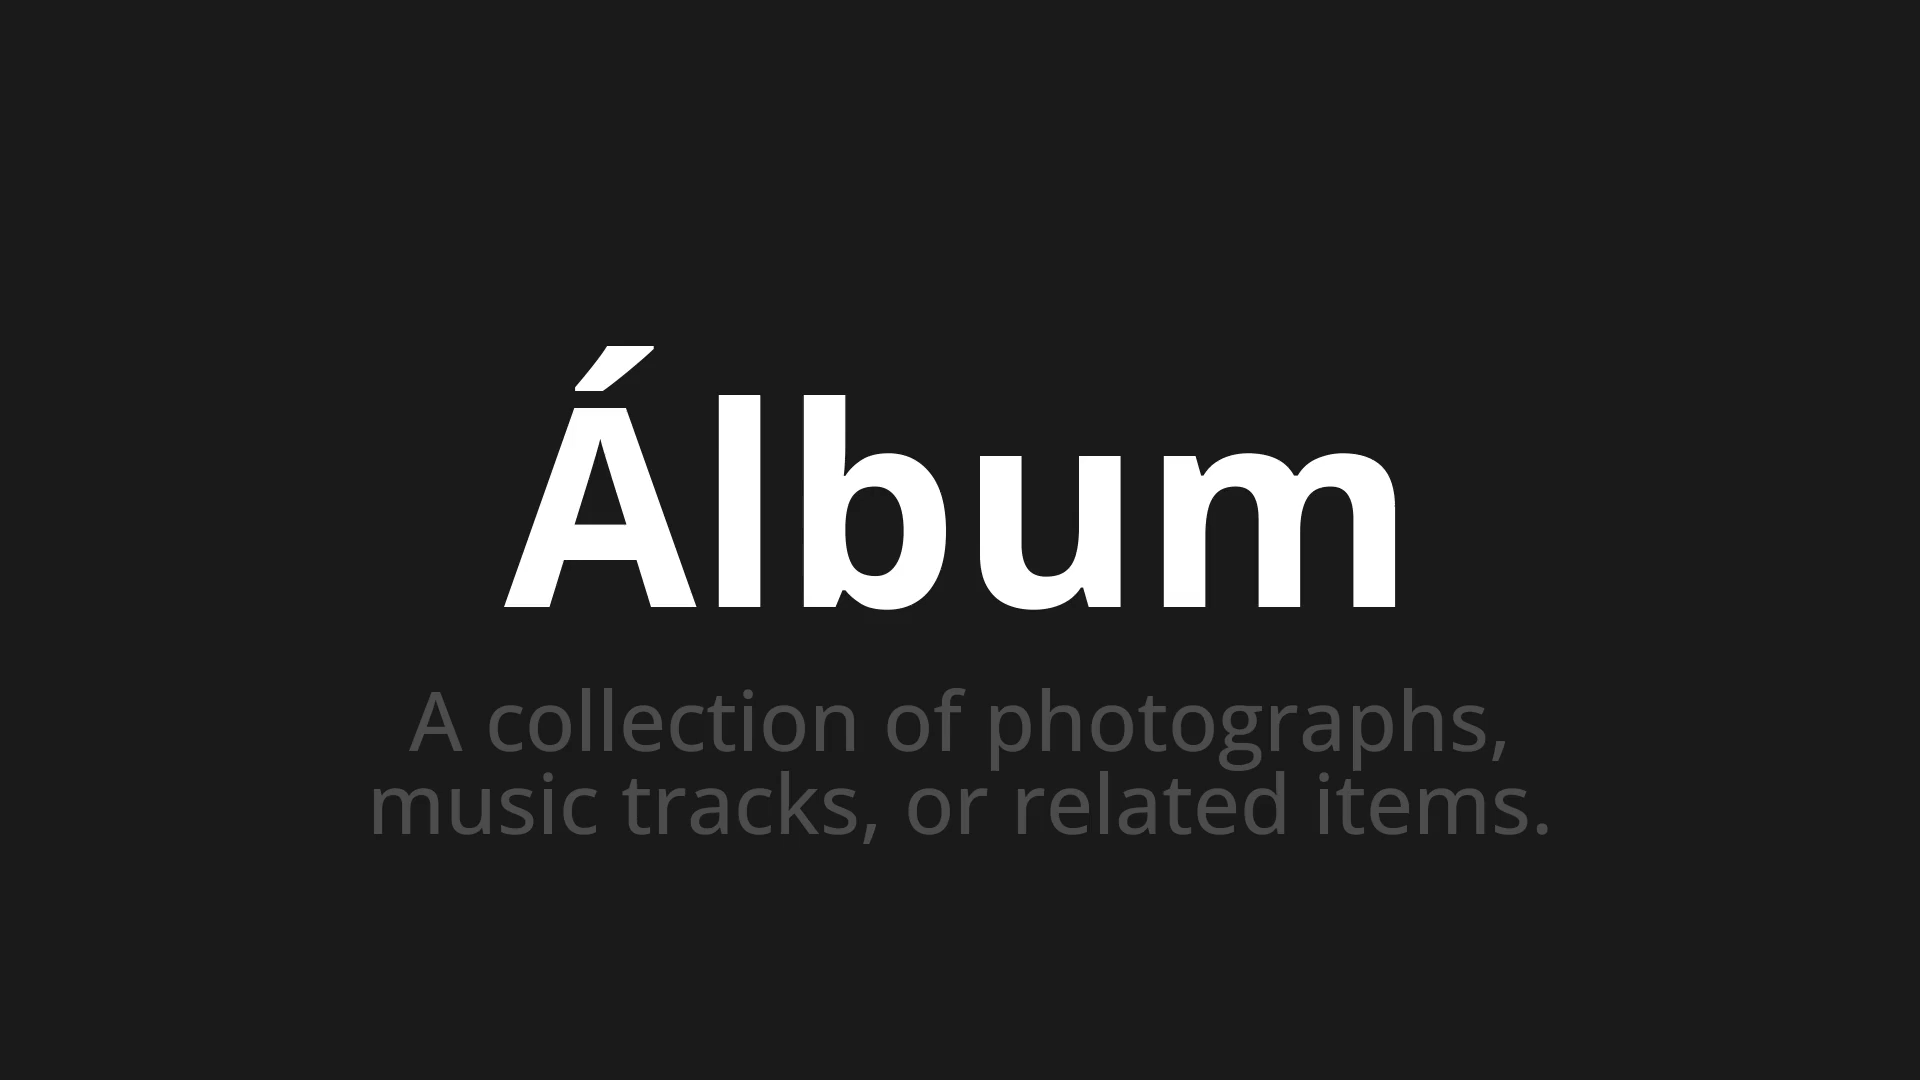 Álbum
A collection of photographs,
music tracks, or related items.